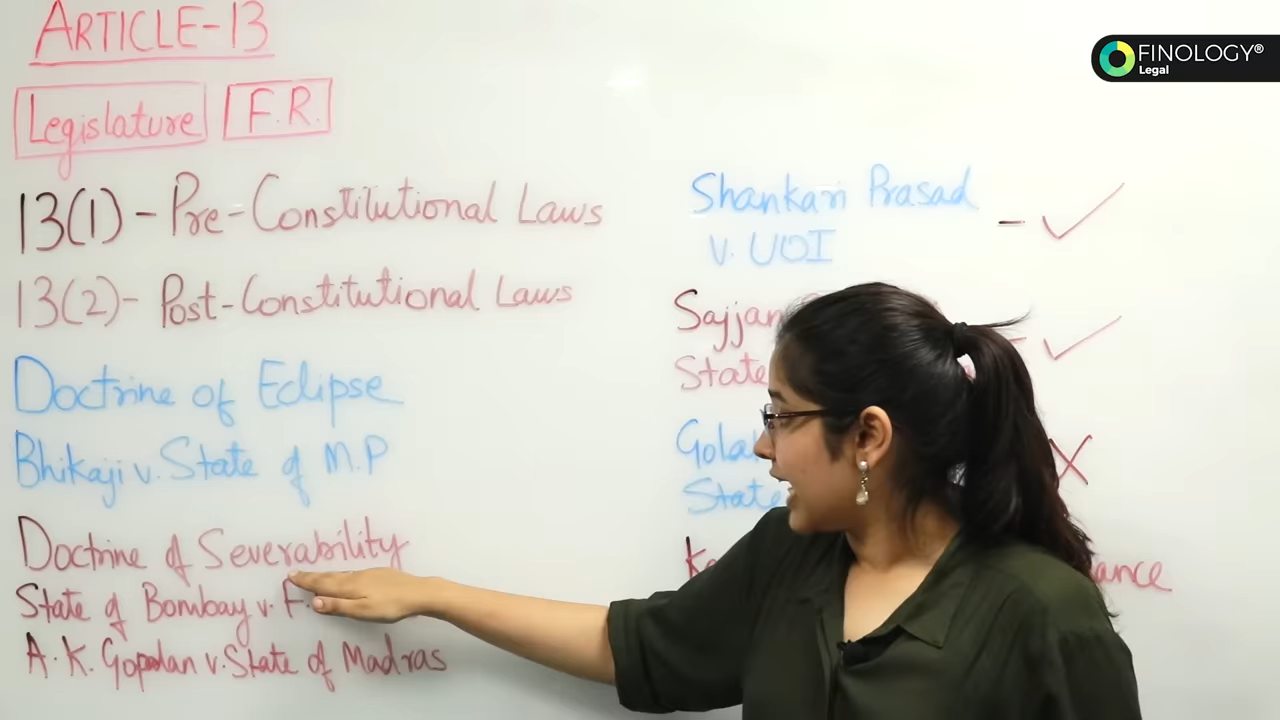 ARTICLE-13
Legislature F.R.
13(1) - Pre-Constitutional Laws
13(2) - Post-Constitutional Laws
Doctrine of Eclipse
Bhikaji v. State of M.P
Doctrine of Severability
State of Bombay v. F.
A.K. Gopalan v. State of Madras
Shankari Prasad
v. UOI
- ✓
Sajjan
State
- ✓
Golak
State
X
FINOLOGY®
Legal